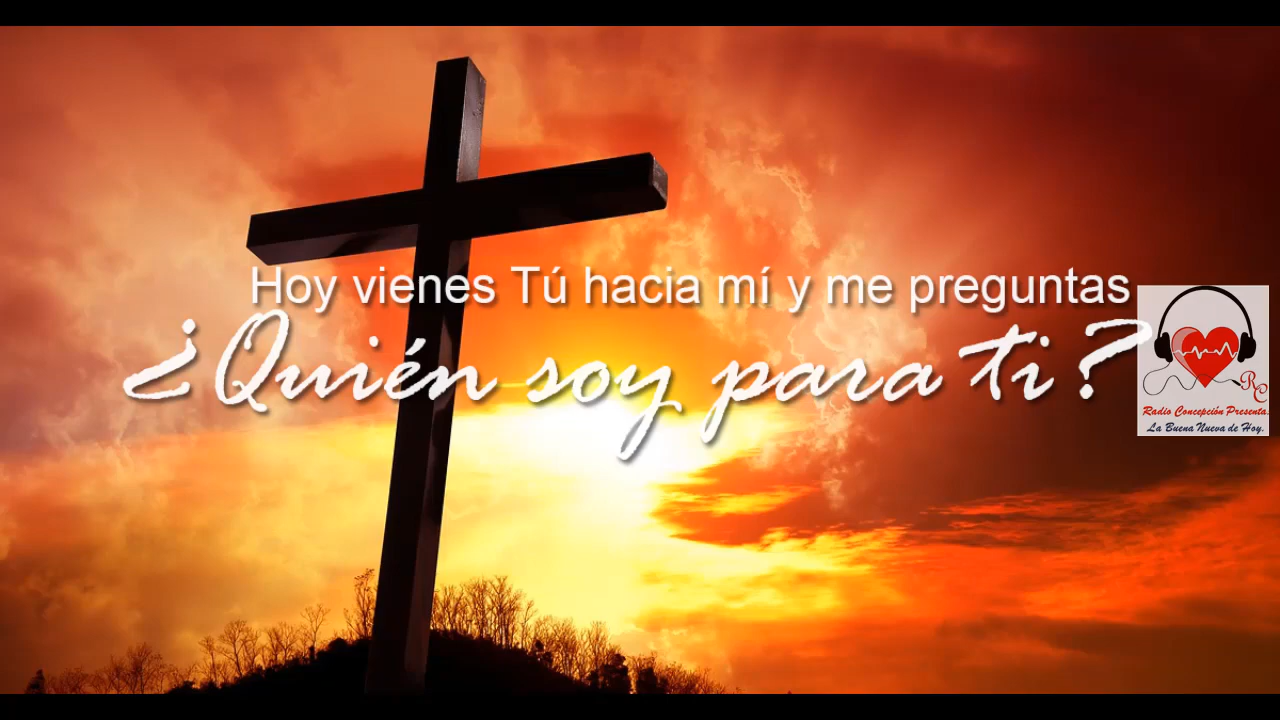 Hoy vienes Tú hacia mí y me preguntas
¿Quién soy para ti?
RC
Radio Concepción Presenta.
La Buena Nueva de Hoy.